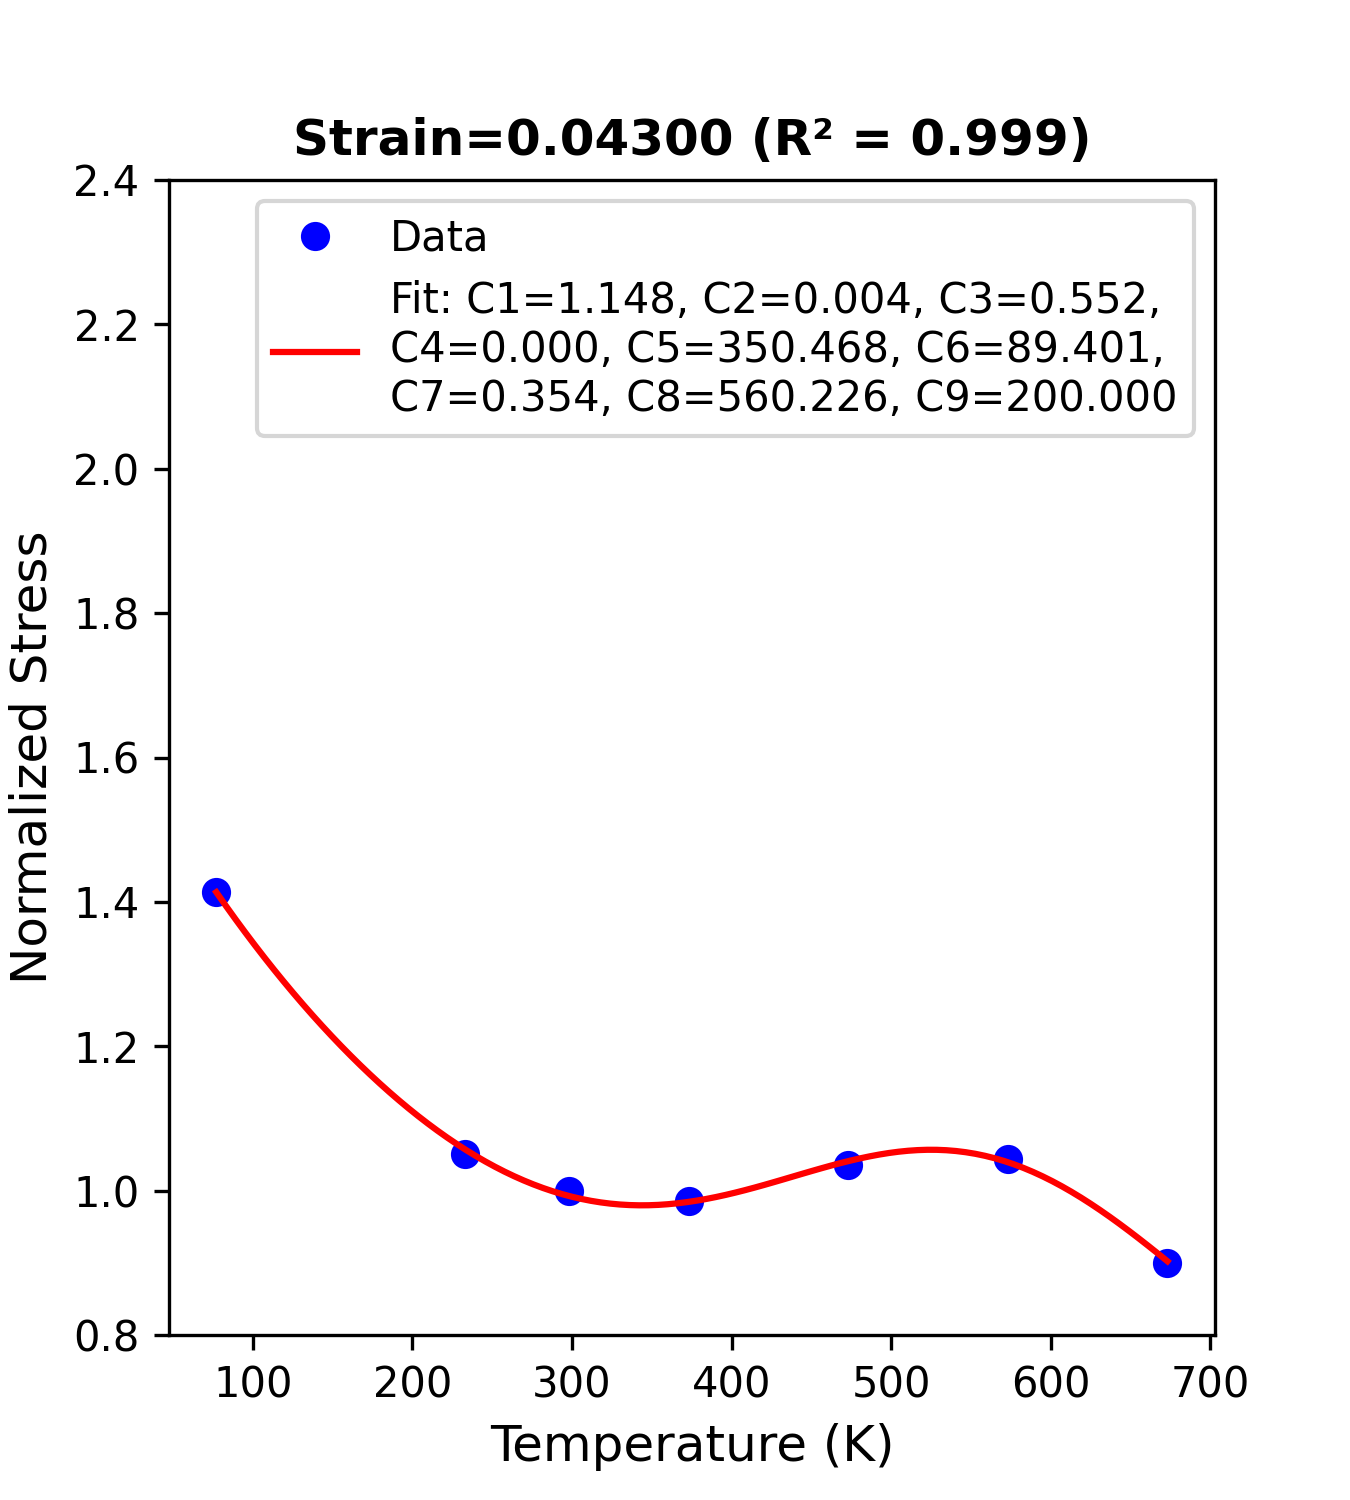 Strain=0.04300 (R² = 0.999)
2.4
2.2
2.0
1.8
1.6
1.4
1.2
1.0
0.8
Normalized Stress
Data
Fit: C1=1.148, C2=0.004, C3=0.552,
C4=0.000, C5=350.468, C6=89.401,
C7=0.354, C8=560.226, C9=200.000
100 200 300 400 500 600 700
Temperature (K)